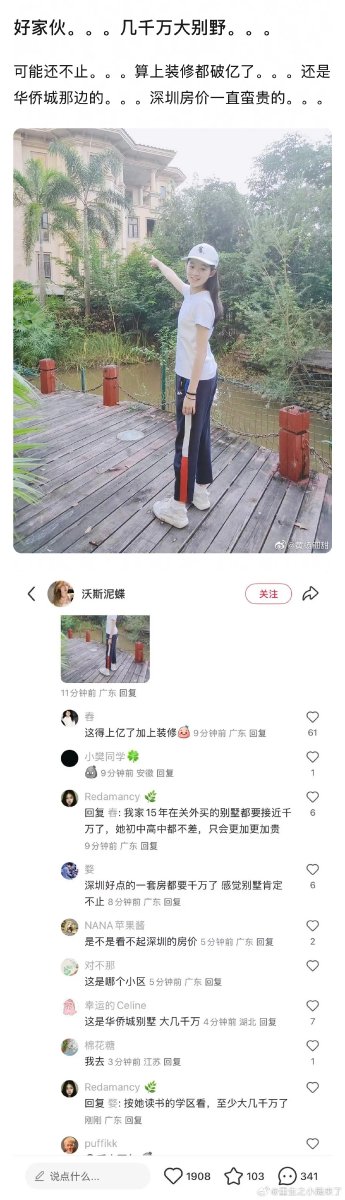 好家伙。。。几千万大别野。。。
可能还不止。。。算上装修都破亿了。。。还是
华侨城那边的。。。深圳房价一直蛮贵的。。。
沃斯泥蝶
关注
11分钟前 广东 回复
这得上亿了加上装修 9分钟前 广东 回复
61
小樊同学
9分钟前 安徽 回复
1
Redamancy
回复 春: 我家15年在关外买的别墅都要接近千
万了，她初中高中都不差，只会更加更加贵
9分钟前 广东 回复
6
婺
深圳好点的一套房都要千万了 感觉别墅肯定
不止 8分钟前 广东 回复
6
NANA苹果酱
是不是看不起深圳的房价 5分钟前 广东 回复
2
对不那
这是哪个小区 5分钟前 广东 回复
幸运的Celine
这是华侨城别墅 大几千万 4分钟前 湖北 回复
7
棉花糖
我去 3分钟前 江苏 回复
1
Redamancy
回复 婺: 按她读书的学区看，至少大几千万了
刚刚 广东 回复
puffikk
说点什么...
1908
103
341